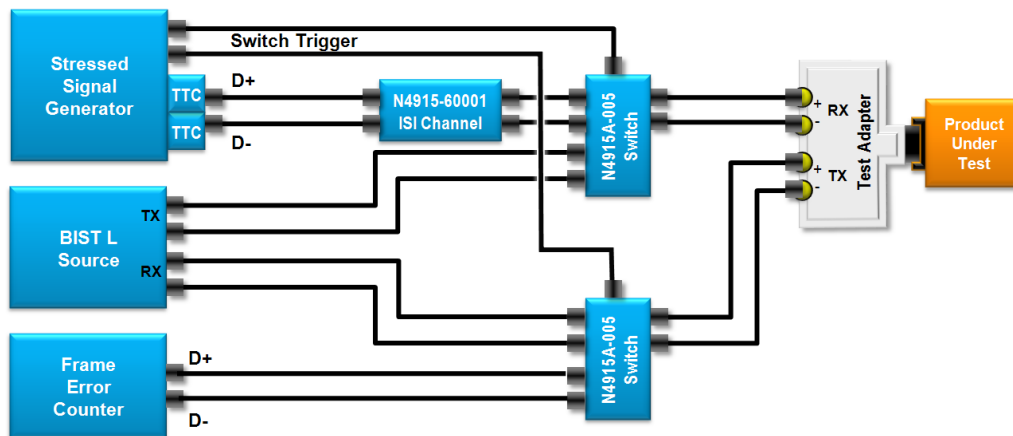 Stressed
Signal
Generator
Switch Trigger
TTC
TTC
D+
D-
N4915-60001
ISI Channel
N4915A-005
Switch
+
RX
-
+
TX
-
Test Adapter
Product
Under
Test
BIST L
Source
TX
RX
N4915A-005
Switch
Frame
Error
Counter
D+
D-